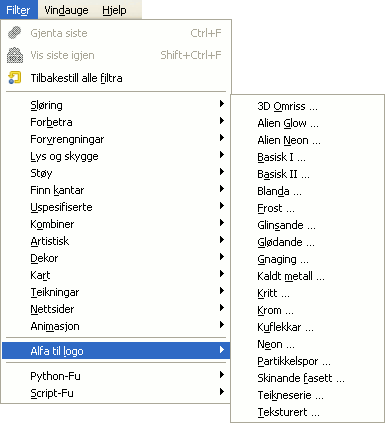 Filter Vindauge Hjelp
Gjenta siste Ctrl+F
Vis siste igjen Shift+Ctrl+F
Tilbakestill alle filtra
Sløring
Forbetra
Forvrengningar
Lys og skygge
Støy
Finn kantar
Uspesifiserte
Kombiner
Artistisk
Dekor
Kart
Teikningar
Nettsider
Animasjon
Alfa til logo
Python-Fu
Script-Fu
3D Omriss ...
Alien Glow ...
Alien Neon ...
Basisk I ...
Basisk II ...
Blanda ...
Frost ...
Glinsande ...
Glødande ...
Gnaging ...
Kaldt metall ...
Kritt ...
Krom ...
Kuflekkar ...
Neon ...
Partikkelspor ...
Skinande fasett ...
Teikneserie ...
Teksturert ...